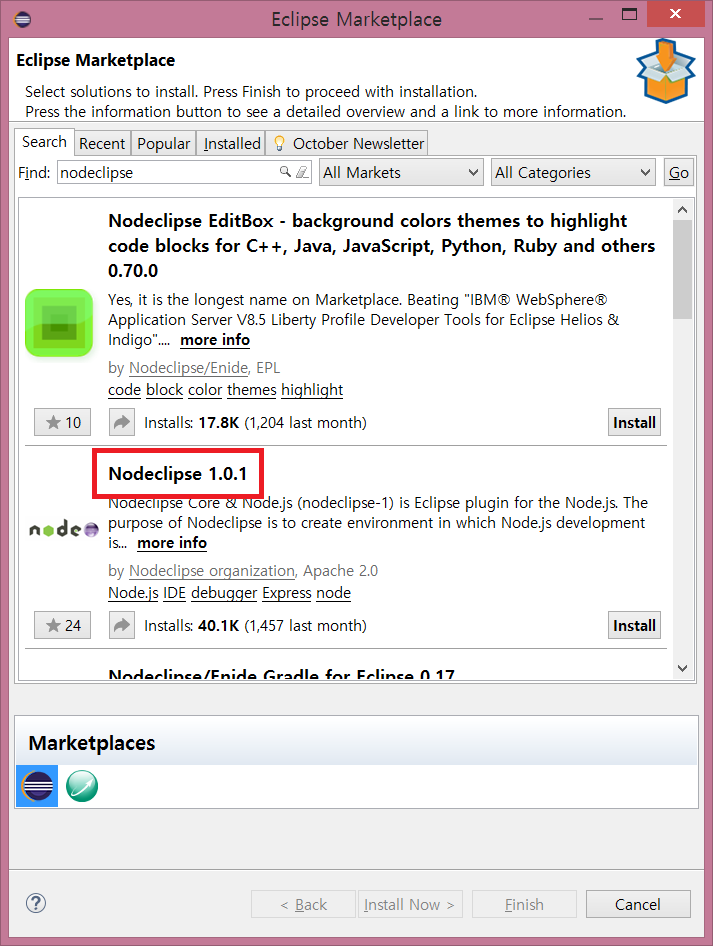 Eclipse Marketplace
Eclipse Marketplace
Select solutions to install. Press Finish to proceed with installation.
Press the information button to see a detailed overview and a link to more information.
Search Recent Popular Installed October Newsletter
Find: nodeclipse All Markets All Categories Go
Nodeclipse EditBox - background colors themes to highlight
code blocks for C++, Java, JavaScript, Python, Ruby and others
0.70.0
Yes, it is the longest name on Marketplace. Beating "IBM® WebSphere®
Application Server V8.5 Liberty Profile Developer Tools for Eclipse Helios &
Indigo".... more info
by Nodeclipse/Enide, EPL
code block color themes highlight
10 Installs: 17.8K (1,204 last month) Install
Nodeclipse 1.0.1
Nodeclipse Core & Node.js (nodeclipse-1) is Eclipse plugin for the Node.js. The
purpose of Nodeclipse is to create environment in which Node.js development
is... more info
node
by Nodeclipse organization, Apache 2.0
Node.js IDE debugger Express node
24 Installs: 40.1K (1,457 last month) Install
Nodeclipse/Enide Gradle for Eclipse 0.17
Marketplaces
? < Back Install Now > Finish Cancel